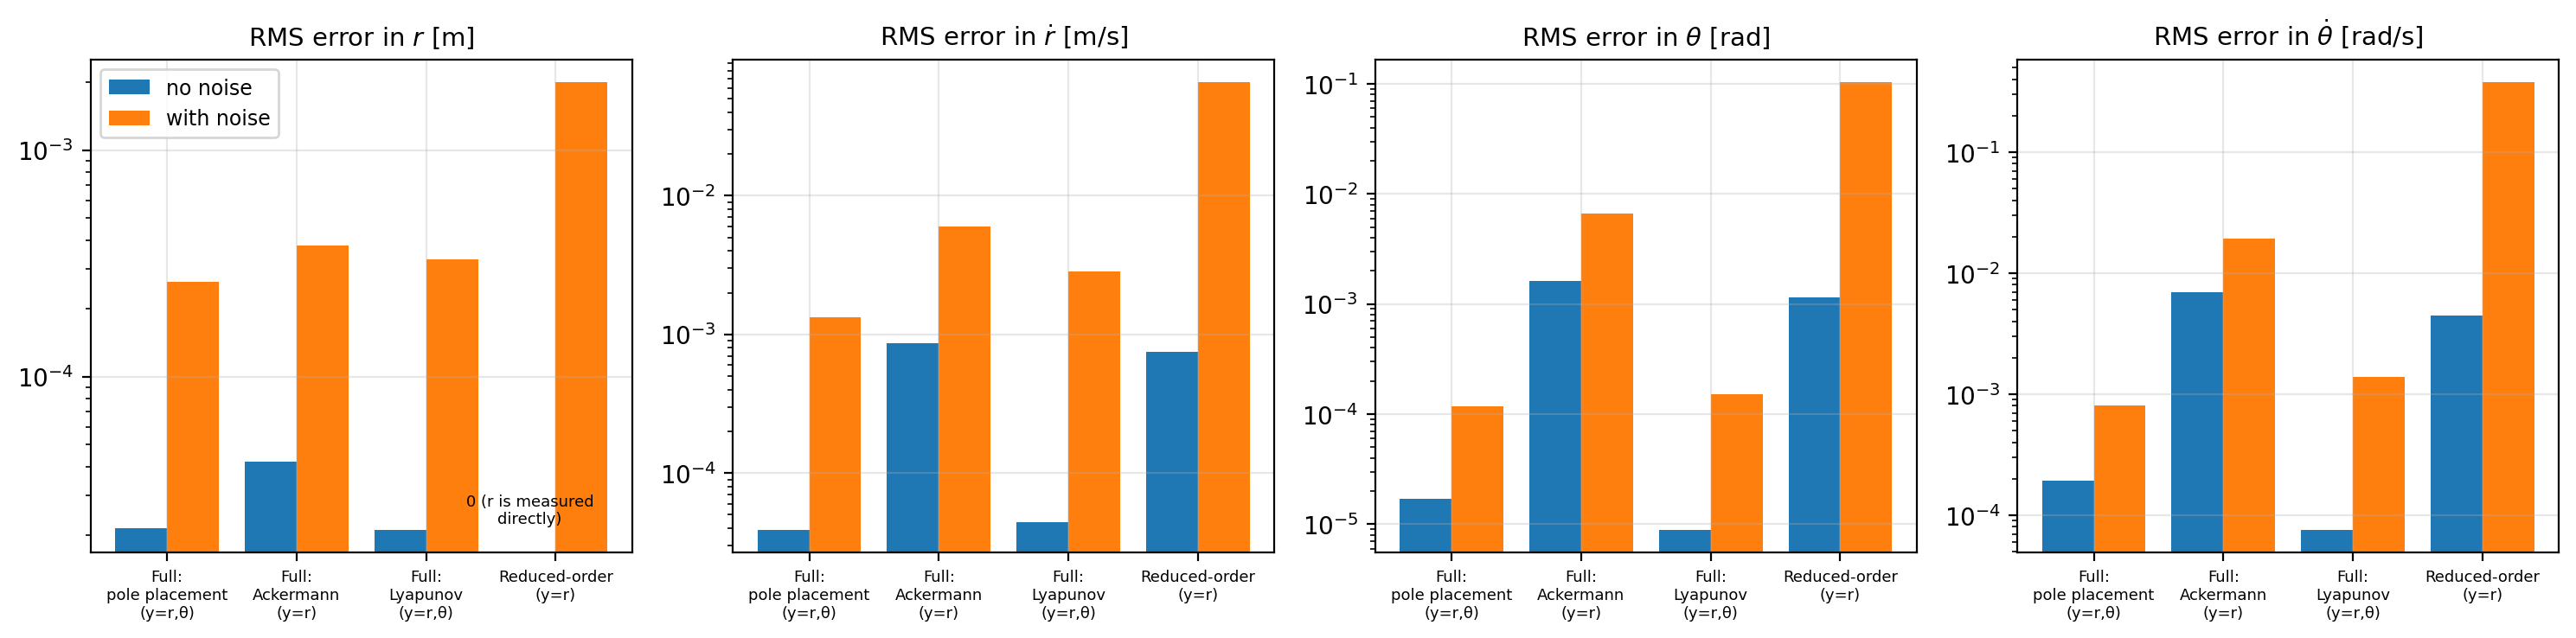 RMS error in r [m]
no noise
with noise
10⁻³
10⁻⁴
0 (r is measured
directly)
Full:
pole placement
(y=r,θ)
Full:
Ackermann
(y=r)
Full:
Lyapunov
(y=r,θ)
Reduced-order
(y=r)
RMS error in ṙ [m/s]
10⁻²
10⁻³
10⁻⁴
Full:
pole placement
(y=r,θ)
Full:
Ackermann
(y=r)
Full:
Lyapunov
(y=r,θ)
Reduced-order
(y=r)
RMS error in θ [rad]
10⁻¹
10⁻²
10⁻³
10⁻⁴
10⁻⁵
Full:
pole placement
(y=r,θ)
Full:
Ackermann
(y=r)
Full:
Lyapunov
(y=r,θ)
Reduced-order
(y=r)
RMS error in θ̇ [rad/s]
10⁻¹
10⁻²
10⁻³
10⁻⁴
Full:
pole placement
(y=r,θ)
Full:
Ackermann
(y=r)
Full:
Lyapunov
(y=r,θ)
Reduced-order
(y=r)